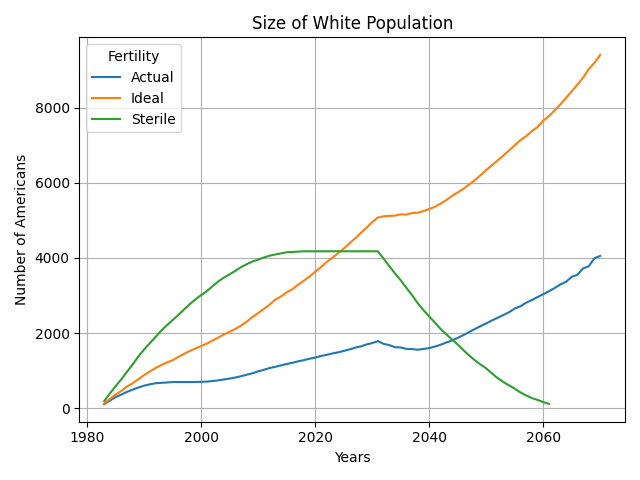 Size of White Population
Fertility
Actual
Ideal
Sterile
Number of Americans
8000
6000
4000
2000
0
1980
2000
2020
2040
2060
Years